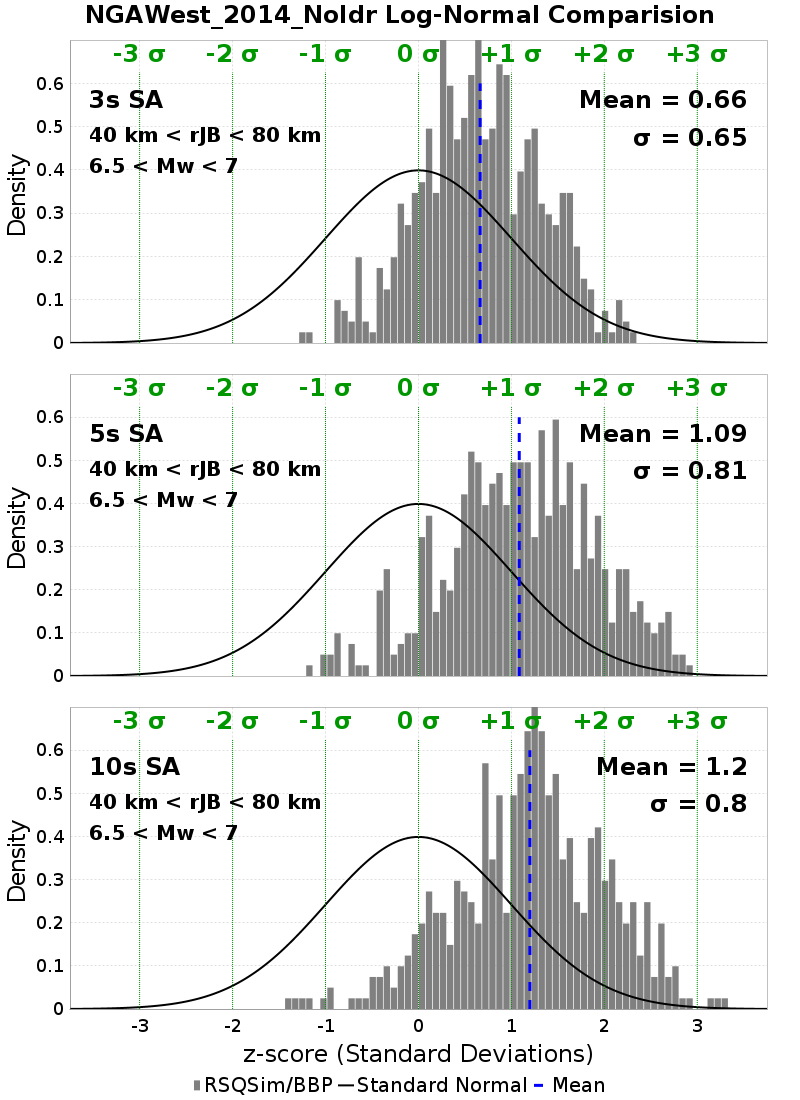 NGAWest_2014_NoIdr Log-Normal Comparision
-3 σ -2 σ -1 σ 0 σ +1 σ +2 σ +3 σ
3s SA Mean = 0.66
40 km < rJB < 80 km σ = 0.65
6.5 < Mw < 7
Density
0.6
0.5
0.4
0.3
0.2
0.1
0
-3 σ -2 σ -1 σ 0 σ +1 σ +2 σ +3 σ
5s SA Mean = 1.09
40 km < rJB < 80 km σ = 0.81
6.5 < Mw < 7
Density
0.6
0.5
0.4
0.3
0.2
0.1
0
-3 σ -2 σ -1 σ 0 σ +1 σ +2 σ +3 σ
10s SA Mean = 1.2
40 km < rJB < 80 km σ = 0.8
6.5 < Mw < 7
Density
0.6
0.5
0.4
0.3
0.2
0.1
0
-3 -2 -1 0 1 2 3
z-score (Standard Deviations)
RSQSim/BBP Standard Normal Mean